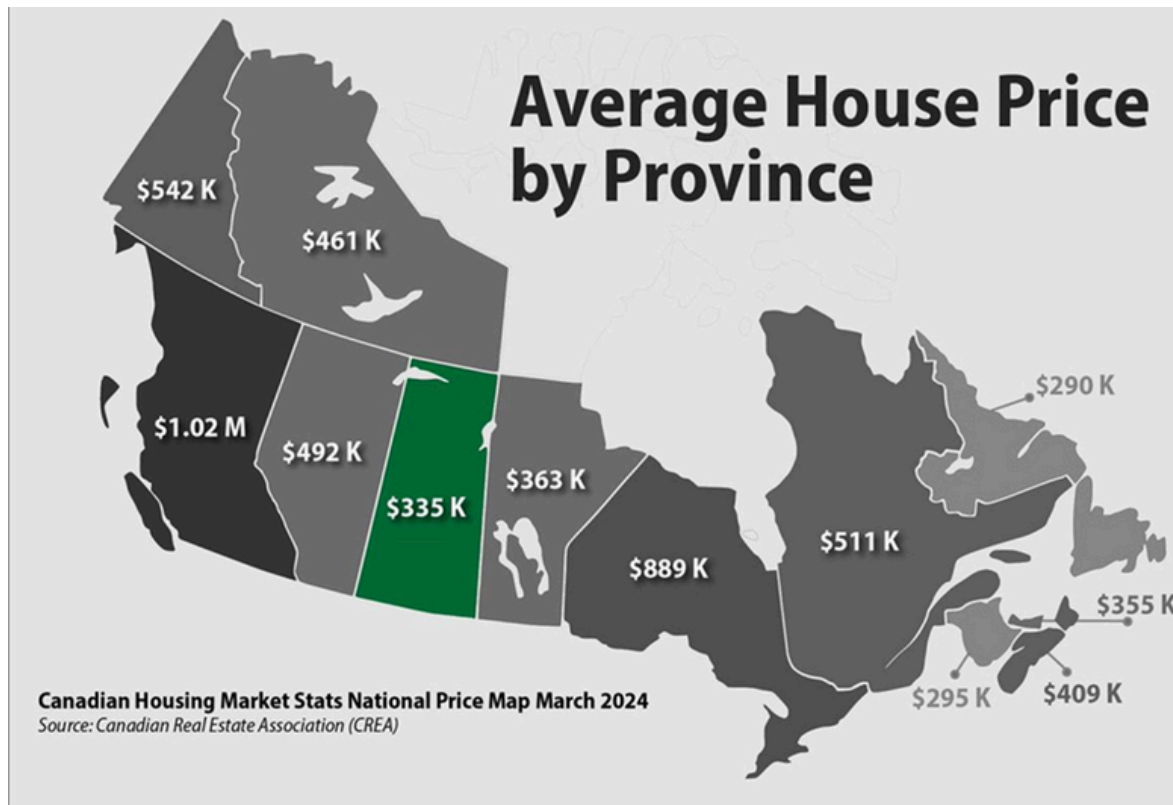 Average House Price
by Province
$542 K
$461 K
$1.02 M
$492 K
$335 K
$363 K
$889 K
$511 K
$290 K
$355 K
$295 K
$409 K
Canadian Housing Market Stats National Price Map March 2024
Source: Canadian Real Estate Association (CREA)